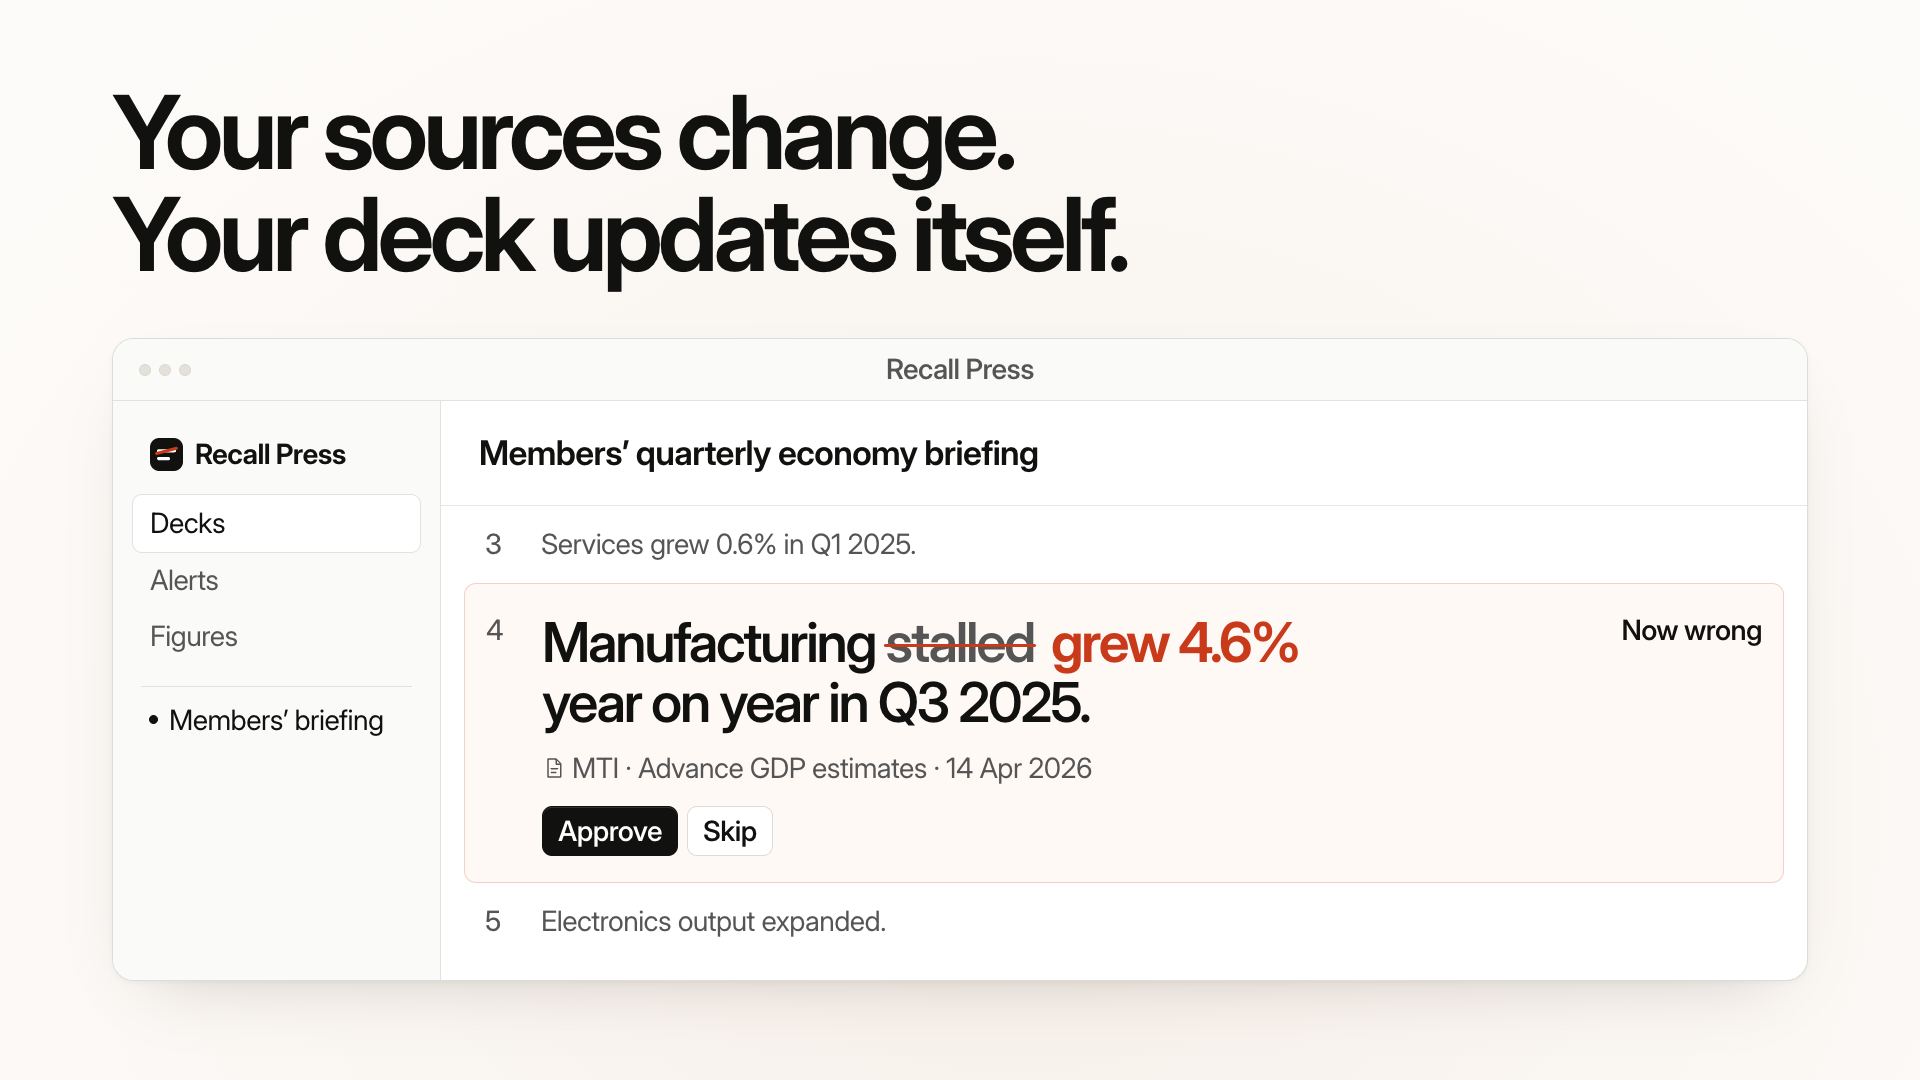 Your sources change.
Your deck updates itself.
Recall Press
Recall Press
Decks
Alerts
Figures
• Members’ briefing
Members’ quarterly economy briefing
3 Services grew 0.6% in Q1 2025.
4 Manufacturing stalled grew 4.6%
year on year in Q3 2025.
Now wrong
MTI · Advance GDP estimates · 14 Apr 2026
Approve Skip
5 Electronics output expanded.